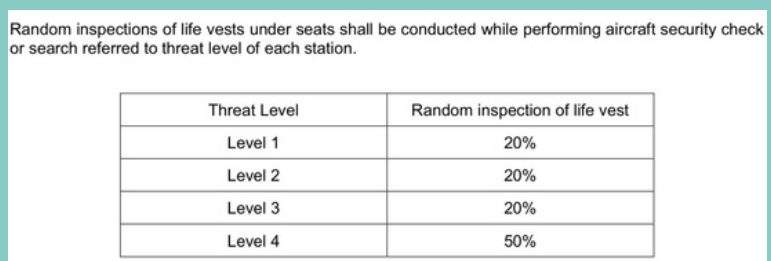 Random inspections of life vests under seats shall be conducted while performing aircraft security check
or search referred to threat level of each station.
Threat Level Random inspection of life vest
Level 1 20%
Level 2 20%
Level 3 20%
Level 4 50%